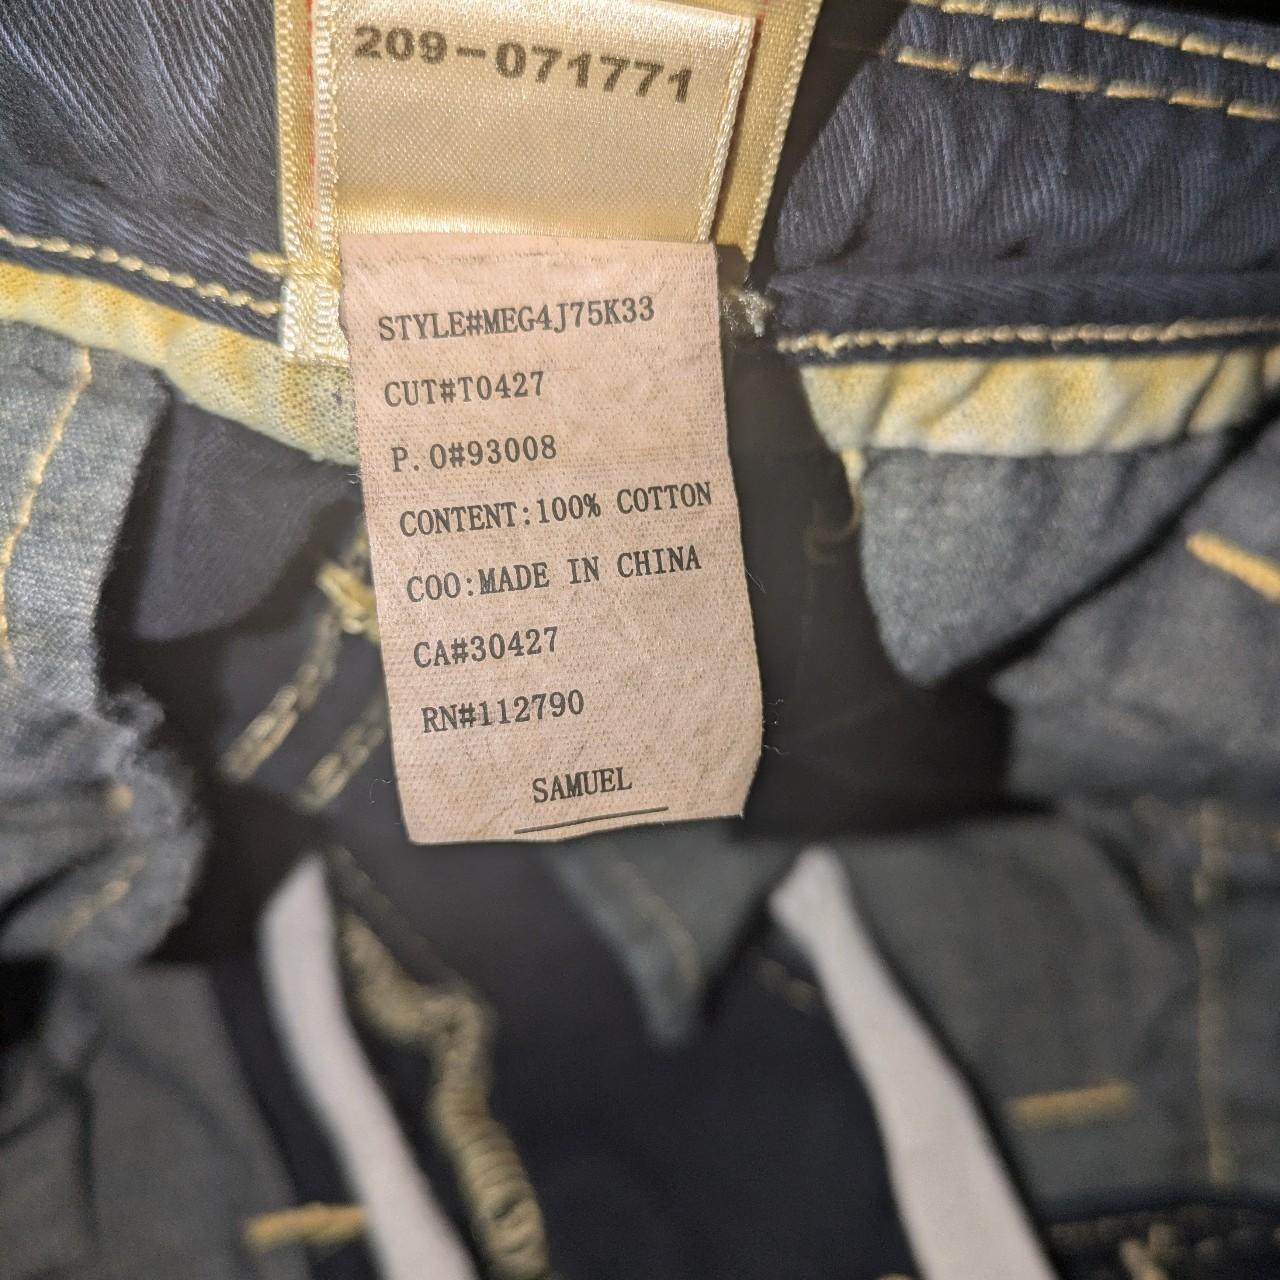 209-071771
STYLE#MEG4J75K33
CUT#T0427
P.O#93008
CONTENT:100% COTTON
COO:MADE IN CHINA
CA#30427
RN#112790
SAMUEL